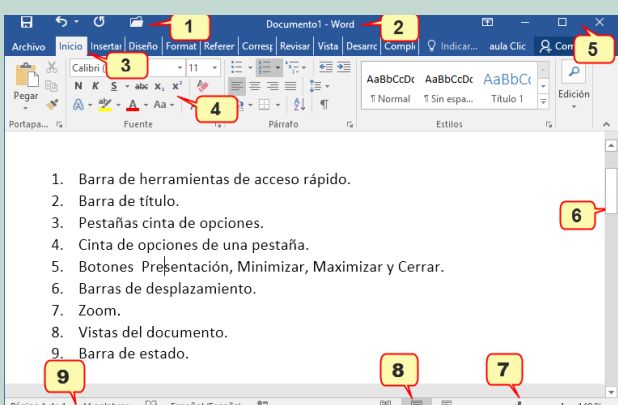 1
Documento1 - Word
2
Archivo Inicio Insertar Diseño Format Referer Corresp Revisar Vista Desarro Compl Indicar... aula Clic Com
5
3
Calibri ( 11
Pegar
N K S abc x₂ x²
A aby A Aa
4
AaBbCcDc AaBbCcDc AaBbC
¶ Normal ¶ Sin espa... Título 1
Edición
Portapa... Fuente Párrafo Estilos
1. Barra de herramientas de acceso rápido.
2. Barra de título.
3. Pestañas cinta de opciones.
4. Cinta de opciones de una pestaña.
5. Botones Presentación, Minimizar, Maximizar y Cerrar.
6. Barras de desplazamiento.
7. Zoom.
8. Vistas del documento.
9. Barra de estado.
6
9
8
7